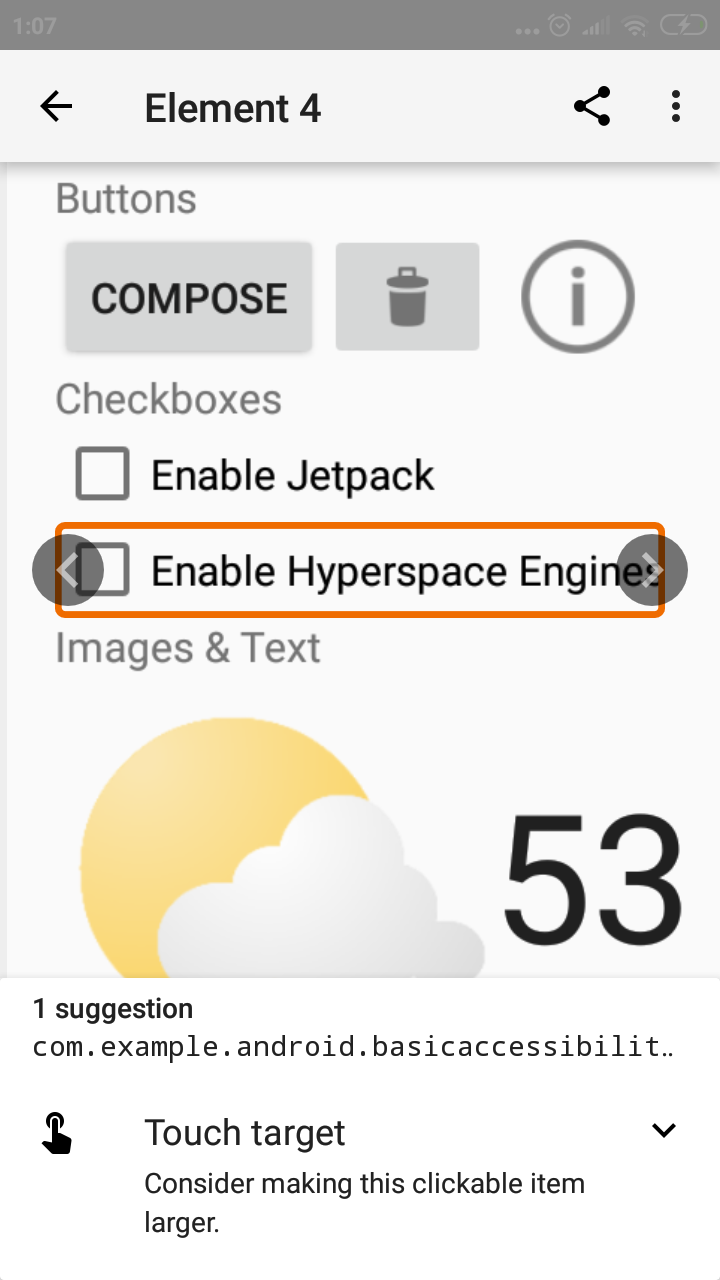 1:07
Element 4
Buttons
COMPOSE
Checkboxes
Enable Jetpack
Enable Hyperspace Engines
Images & Text
53
1 suggestion
com.example.android.basicaccessibilit..
Touch target
Consider making this clickable item
larger.